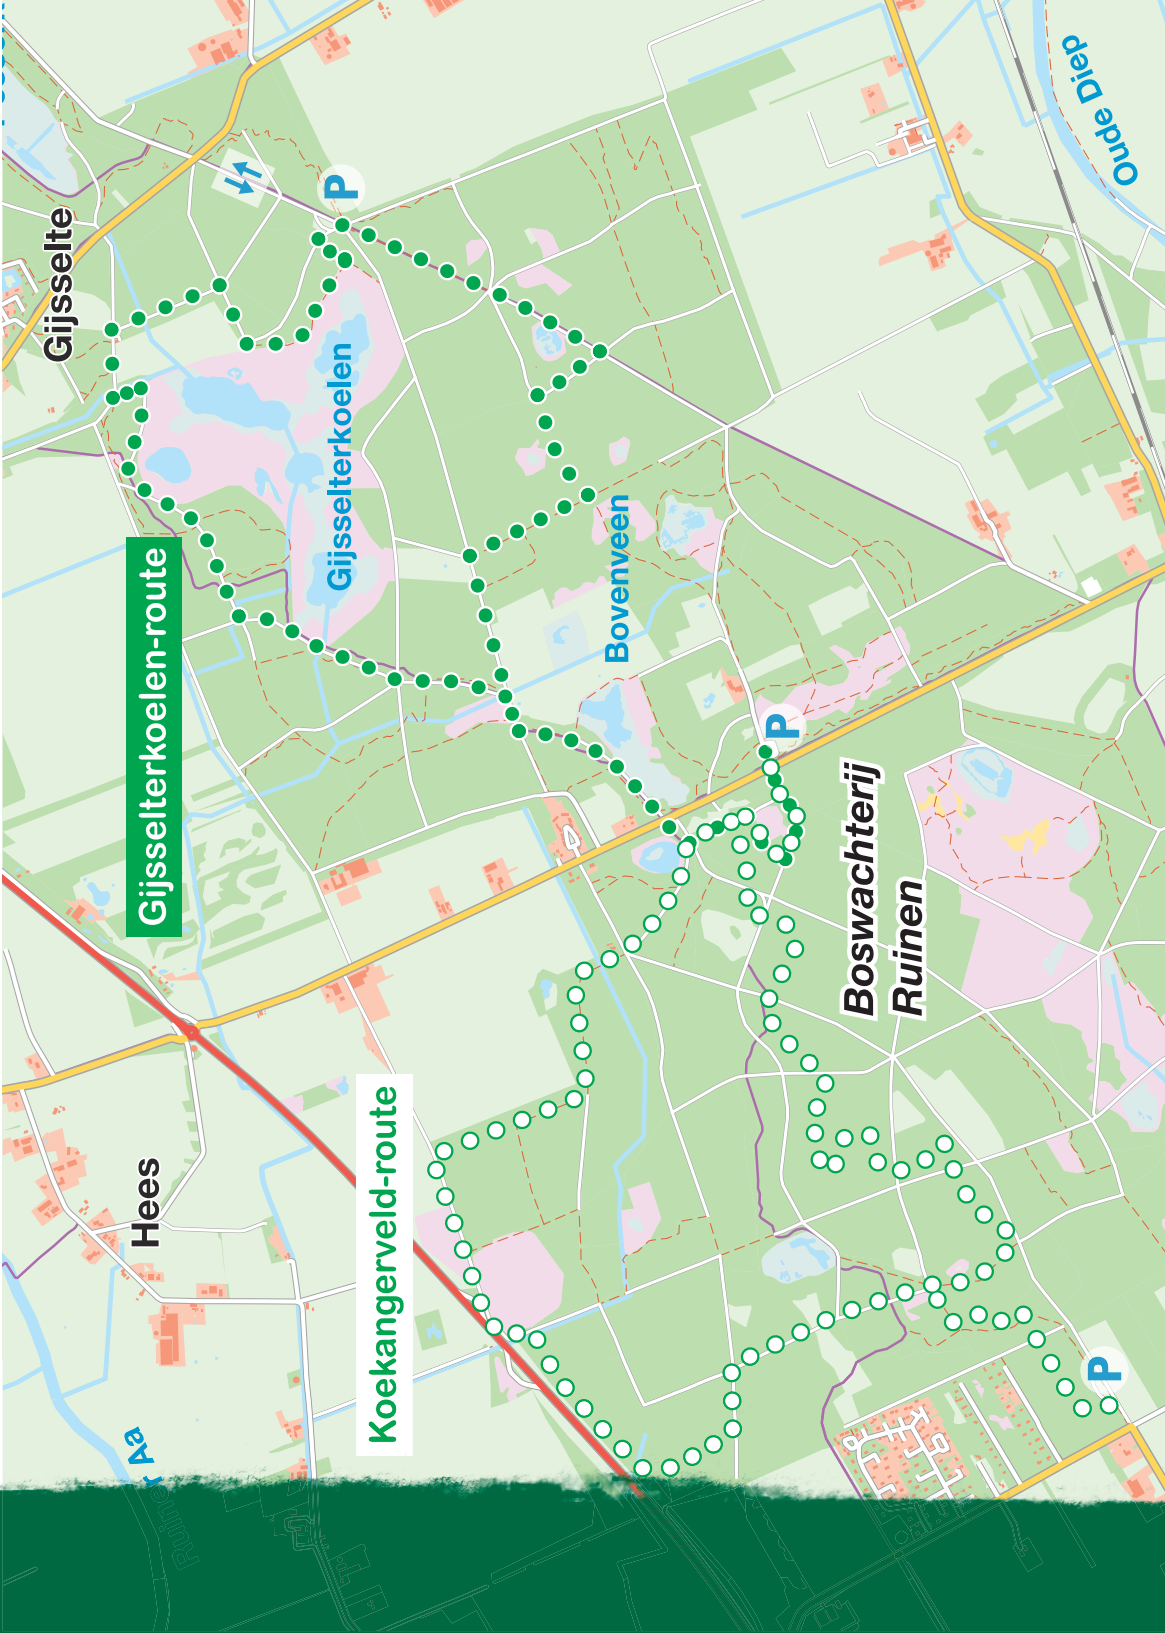 Gijsselte
P
Oude Diep
Gijsselterkoelen
Gijsselterkoelen-route
Bovenveen
P
Boswachterij
Ruinen
Hees
Koekangerveld-route
P
Aa